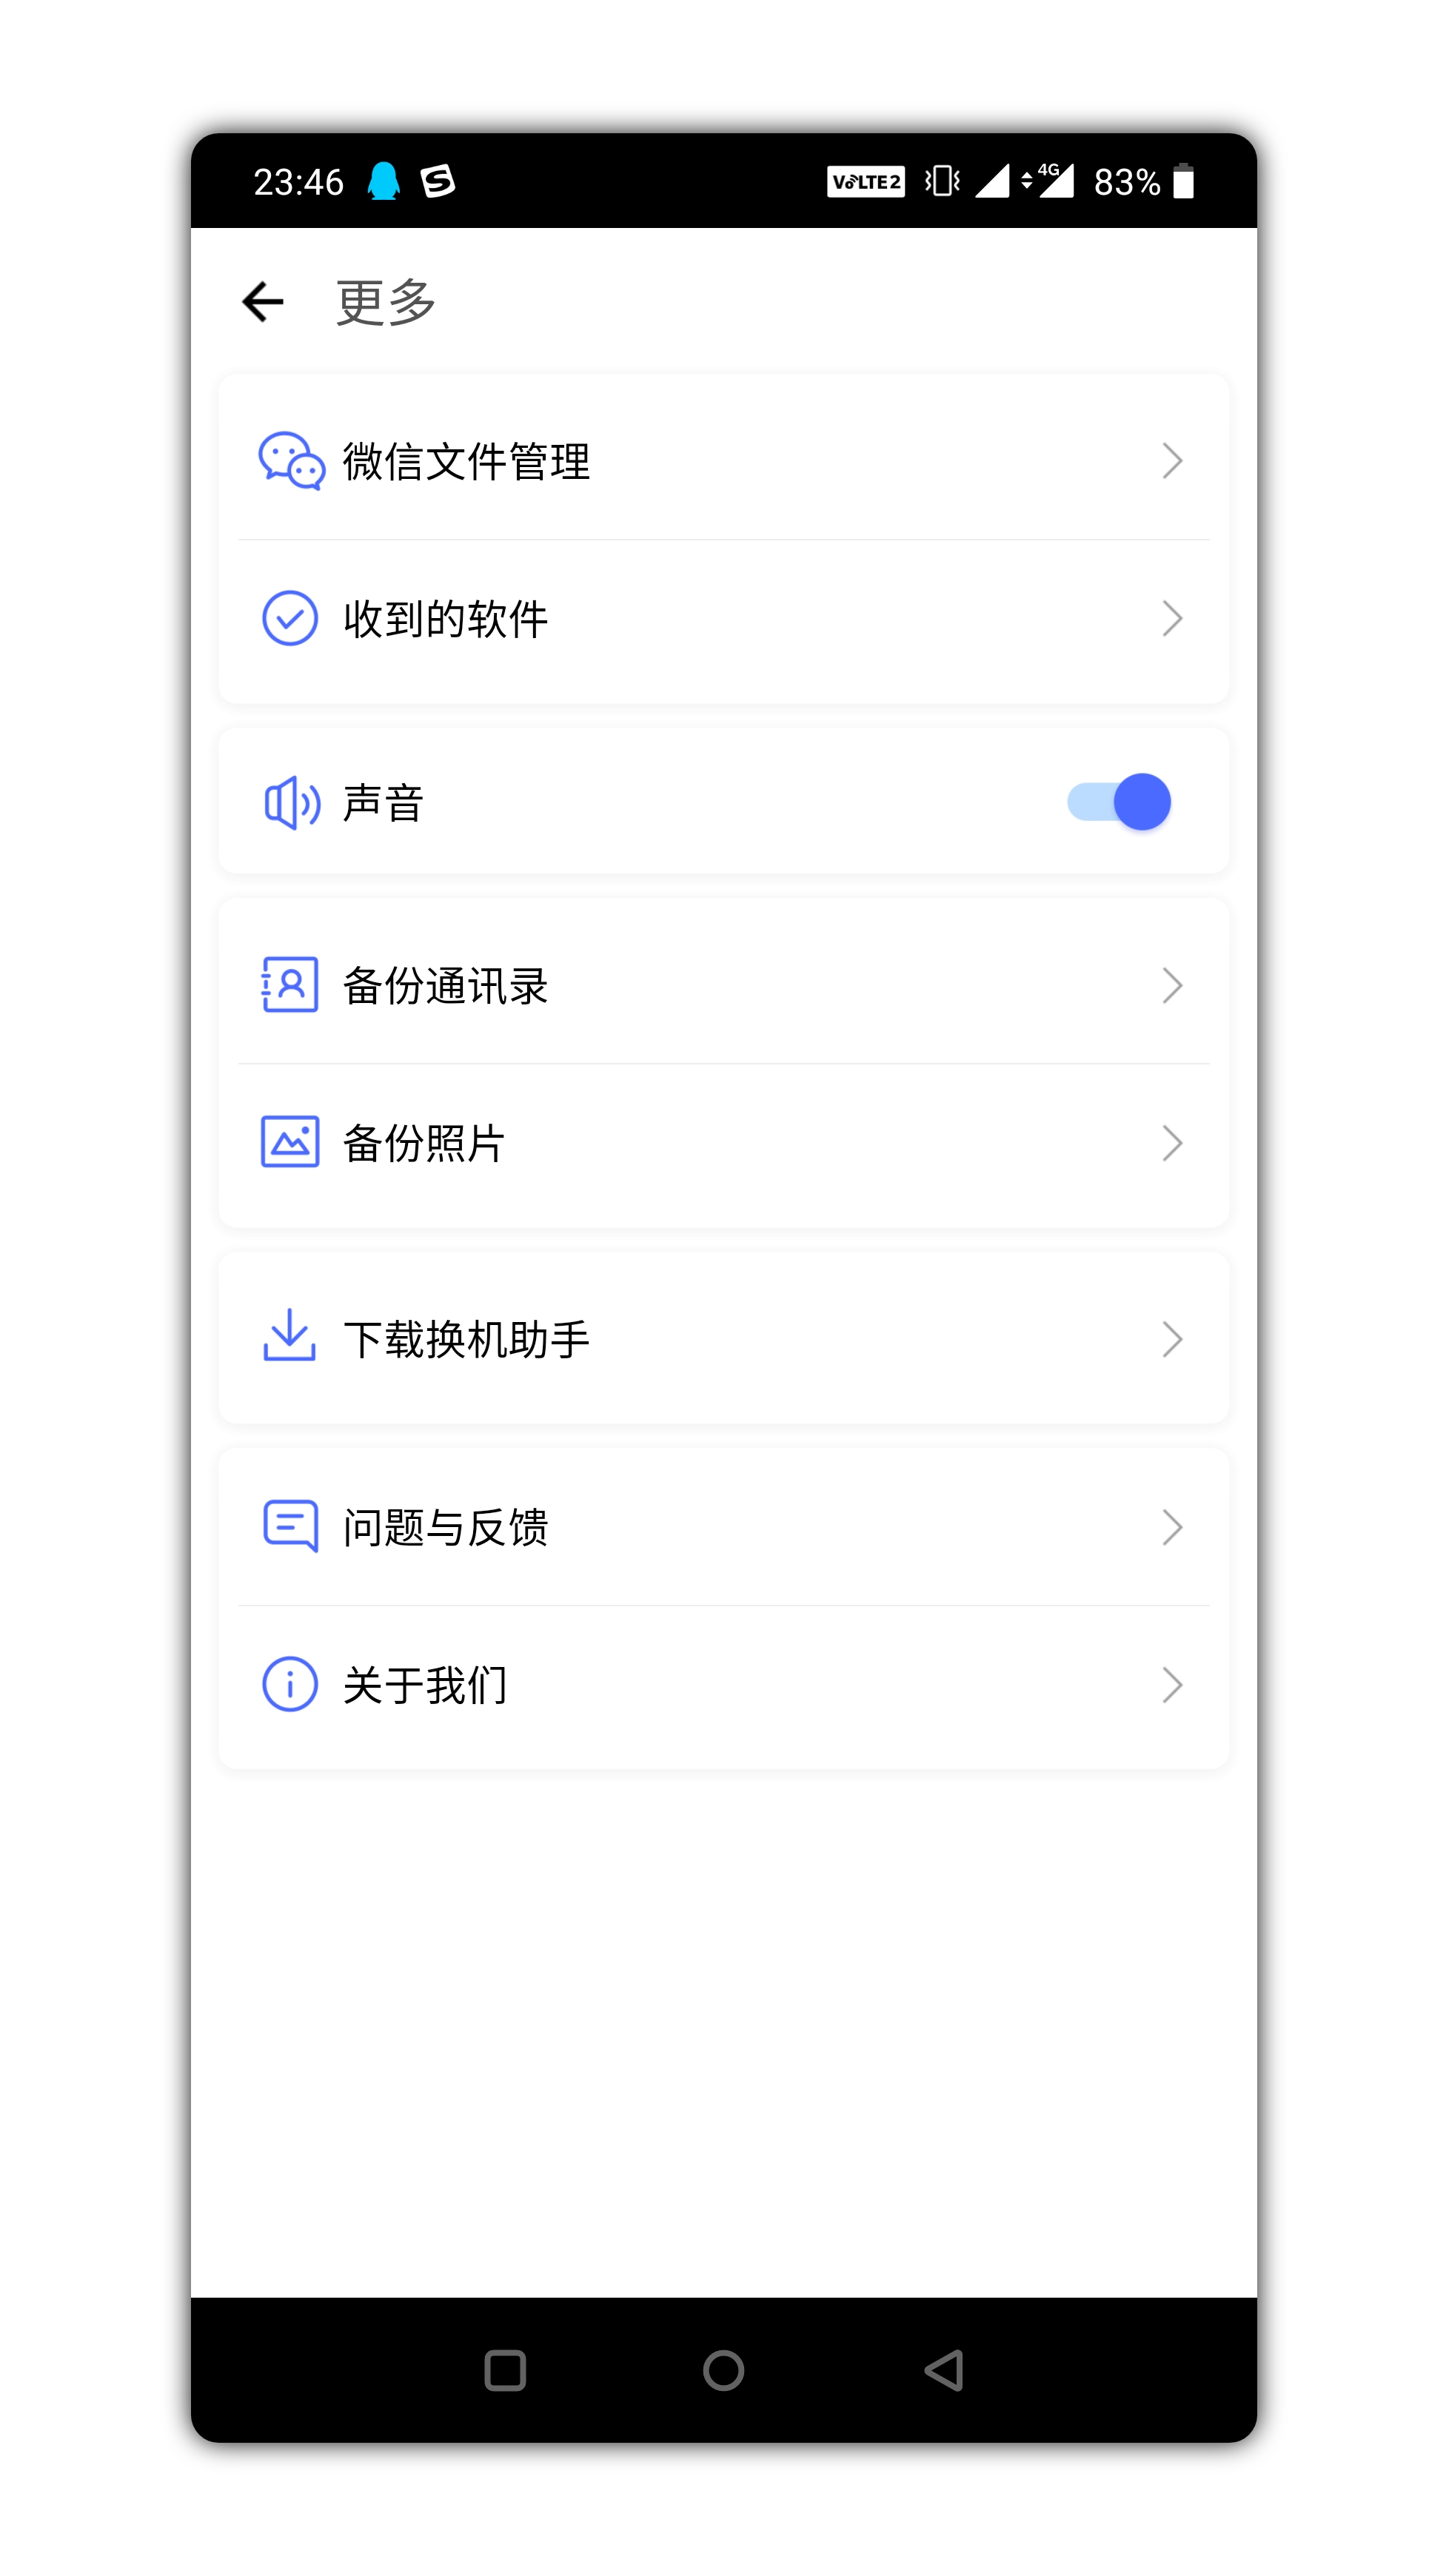 23:46
VoLTE 2
4G
83%
更多
微信文件管理
收到的软件
声音
备份通讯录
备份照片
下载换机助手
问题与反馈
关于我们